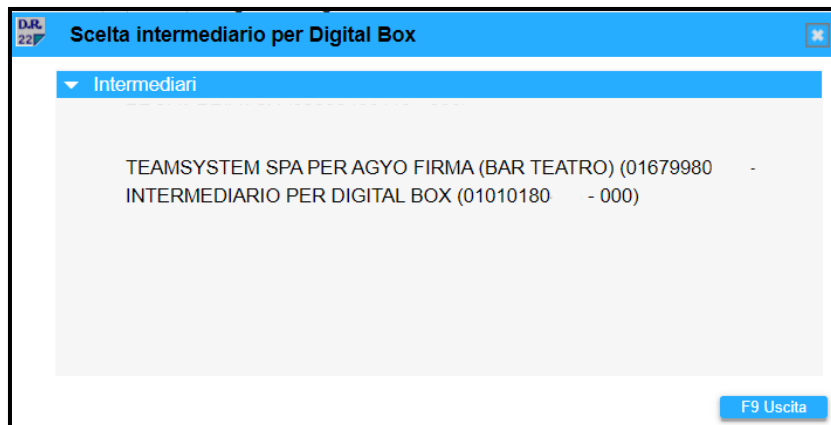 D.R.
22
Scelta intermediario per Digital Box
Intermediari
TEAMSYSTEM SPA PER AGYO FIRMA (BAR TEATRO) (01679980 -
INTERMEDIARIO PER DIGITAL BOX (01010180 - 000)
F9 Uscita